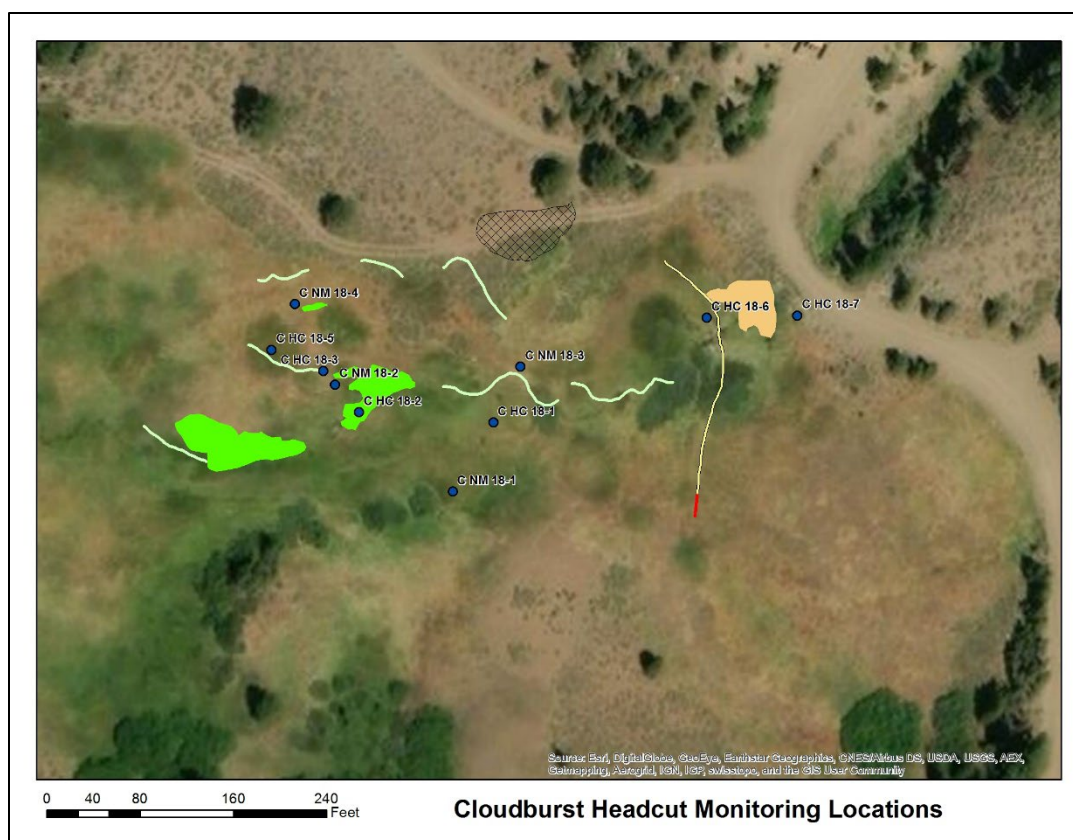 C NM 18-4
C HC 18-6
C HC 18-7
C HC 18-5
C HC 18-3
C NM 18-3
C NM 18-2
C HC 18-2
C HC 18-1
C NM 18-1
Source: Esri, DigitalGlobe, GeoEye, Earthstar Geographics, CNES/Airbus DS, USDA, USGS, AEX,
Getmapping, Aerogrid, IGN, IGP, swisstopo, and the GIS User Community
0 40 80 160 240
Feet
Cloudburst Headcut Monitoring Locations